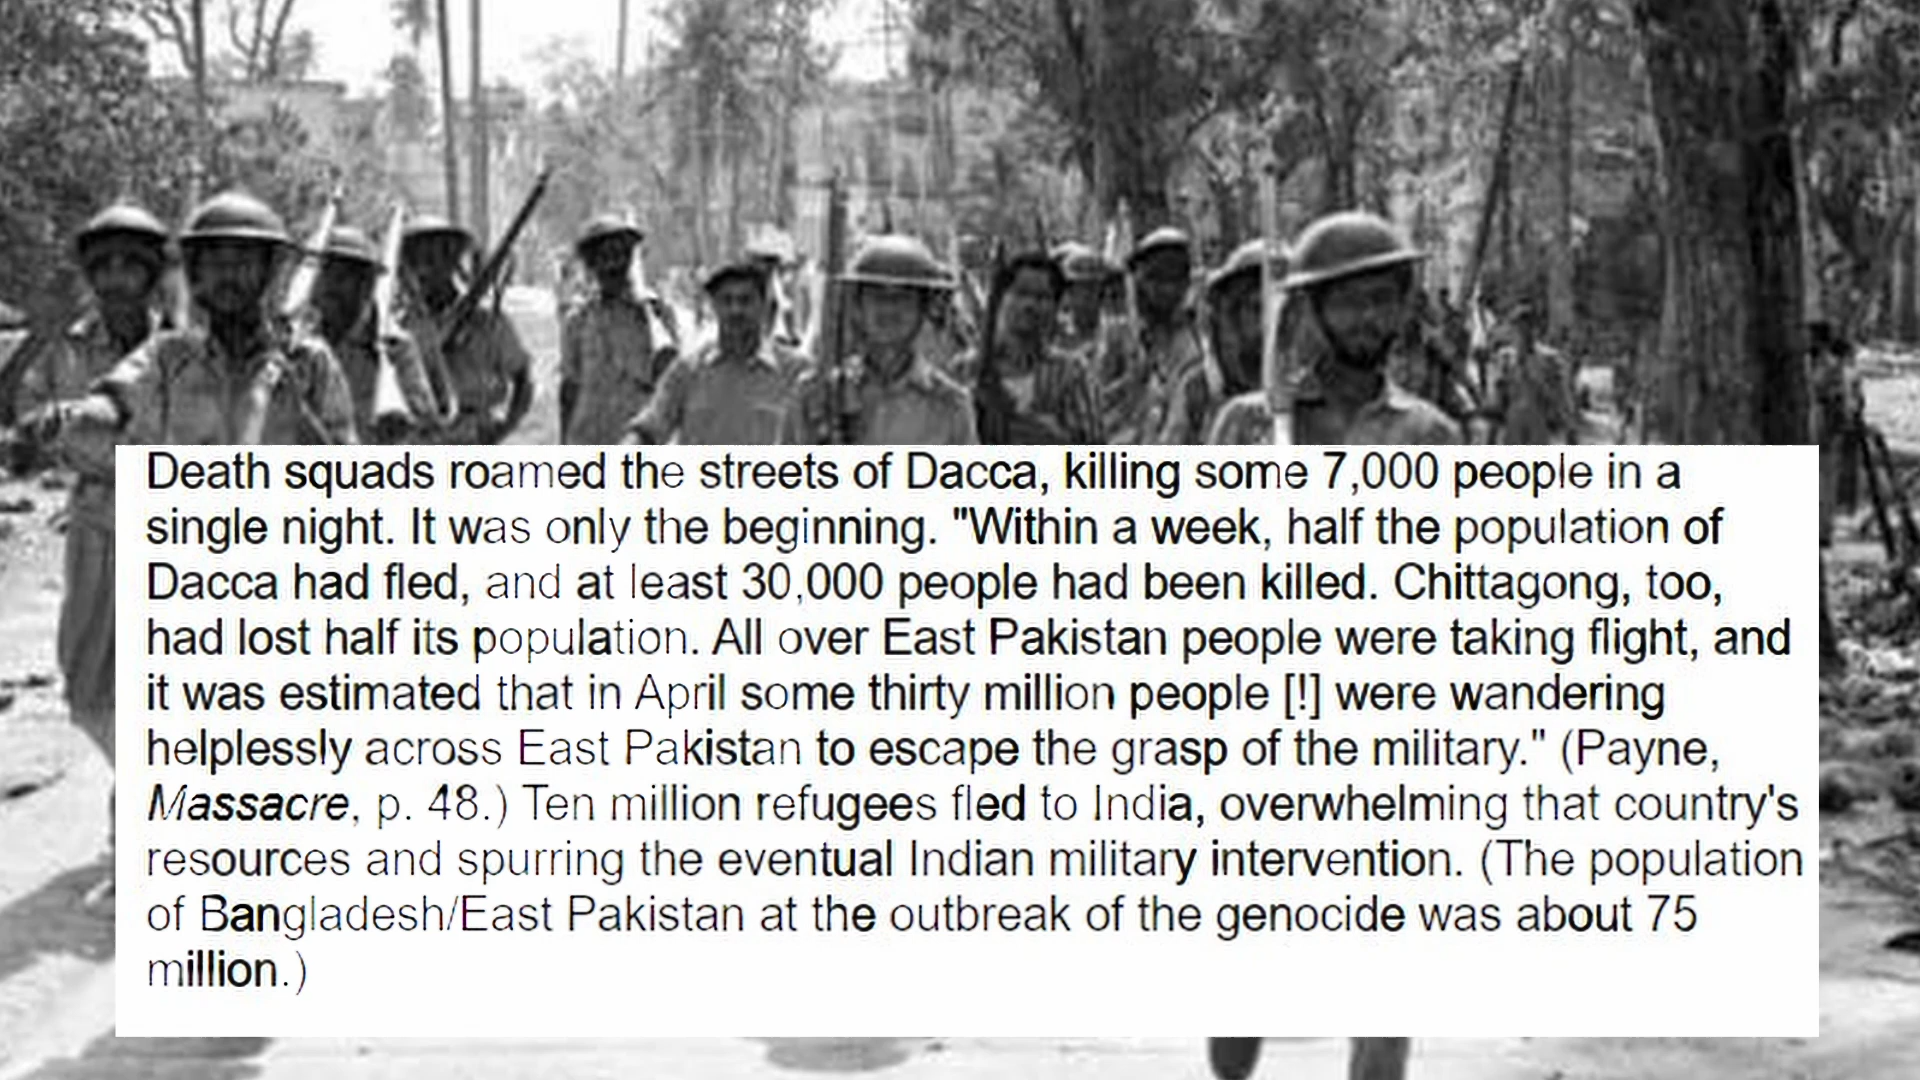 Death squads roamed the streets of Dacca, killing some 7,000 people in a
single night. It was only the beginning. "Within a week, half the population of
Dacca had fled, and at least 30,000 people had been killed. Chittagong, too,
had lost half its population. All over East Pakistan people were taking flight, and
it was estimated that in April some thirty million people [!] were wandering
helplessly across East Pakistan to escape the grasp of the military." (Payne,
Massacre, p. 48.) Ten million refugees fled to India, overwhelming that country's
resources and spurring the eventual Indian military intervention. (The population
of Bangladesh/East Pakistan at the outbreak of the genocide was about 75
million.)